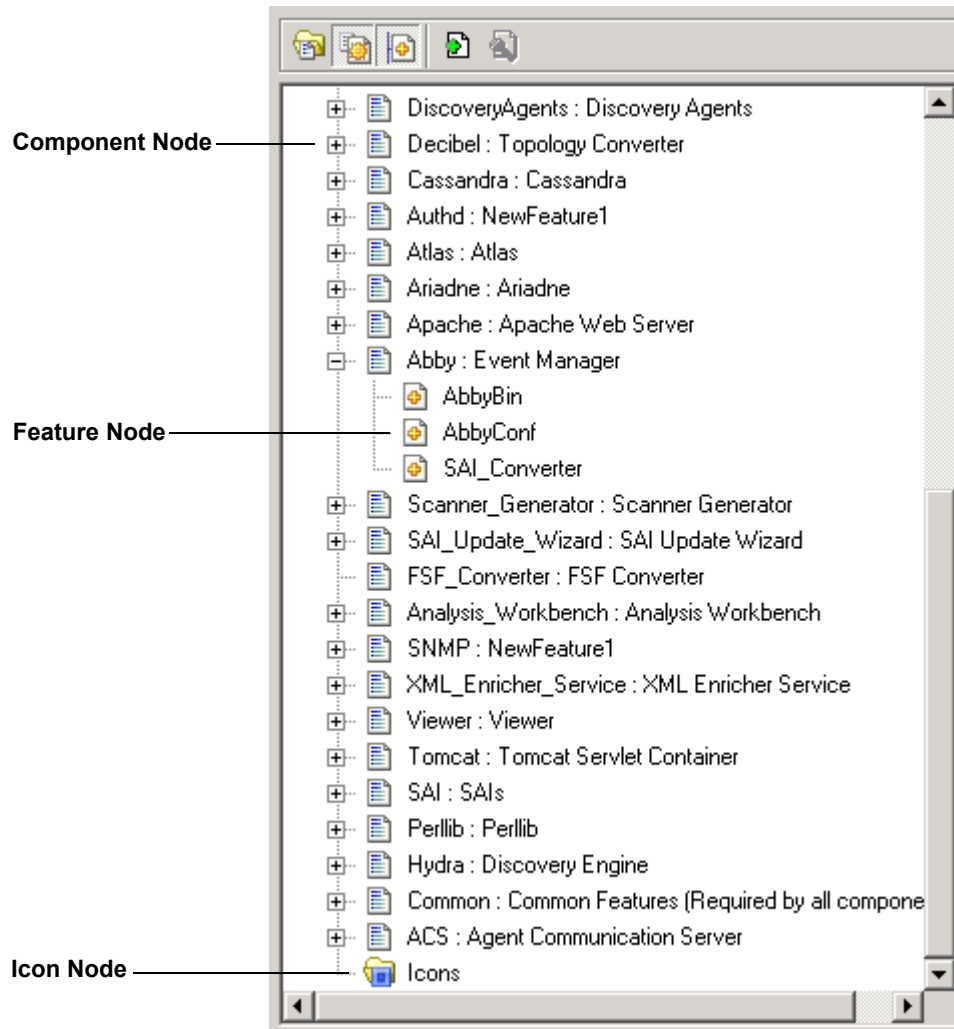 DiscoveryAgents : Discovery Agents
Component Node
Decibel : Topology Converter
Cassandra : Cassandra
Authd : NewFeature1
Atlas : Atlas
Ariadne : Ariadne
Apache : Apache Web Server
Abby : Event Manager
AbbyBin
Feature Node
AbbyConf
SAI_Converter
Scanner_Generator : Scanner Generator
SAI_Update_Wizard : SAI Update Wizard
FSF_Converter : FSF Converter
Analysis_Workbench : Analysis Workbench
SNMP : NewFeature1
XML_Enricher_Service : XML Enricher Service
Viewer : Viewer
Tomcat : Tomcat Servlet Container
SAI : SAIs
Perllib : Perllib
Hydra : Discovery Engine
Common : Common Features (Required by all compone
ACS : Agent Communication Server
Icon Node
Icons